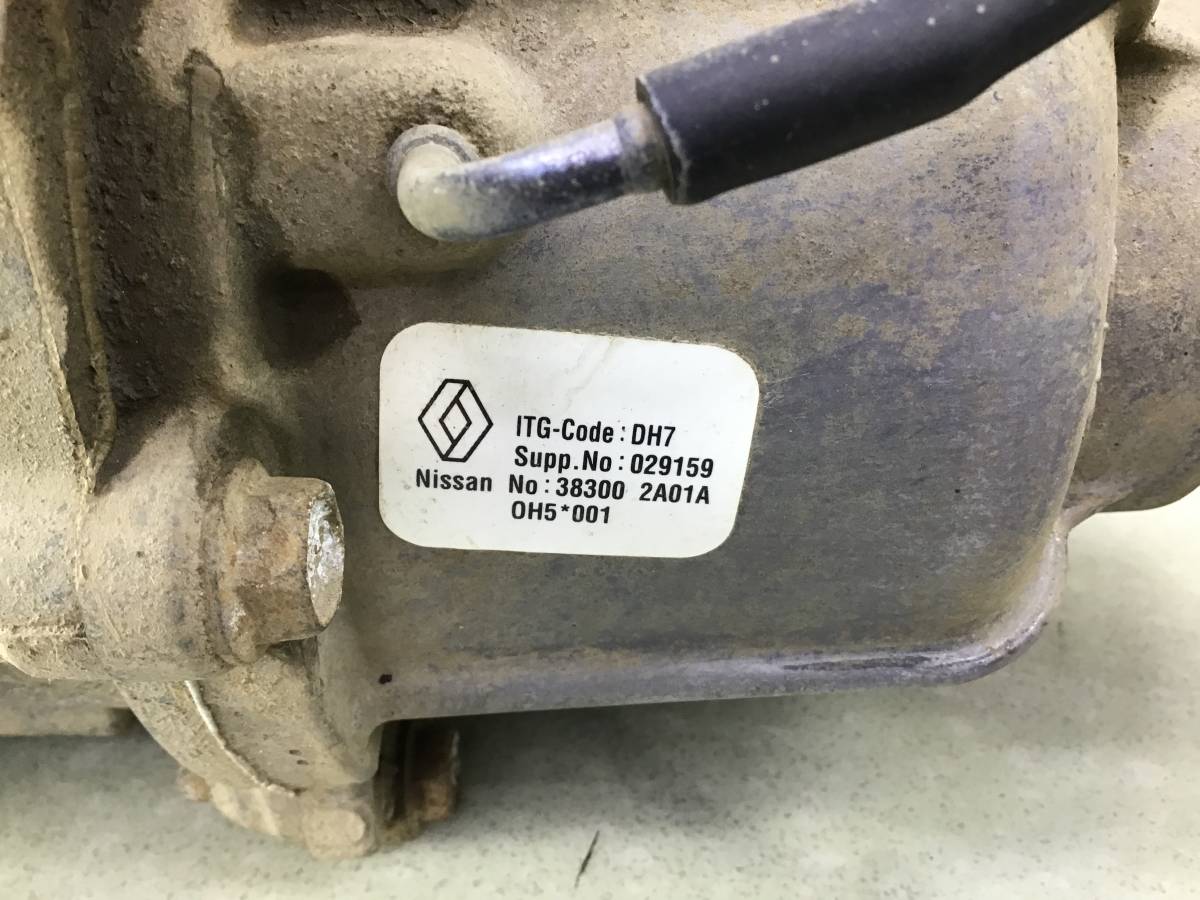 ITG-Code : DH7
Supp.No : 029159
Nissan No : 38300 2A01A
OH5*001